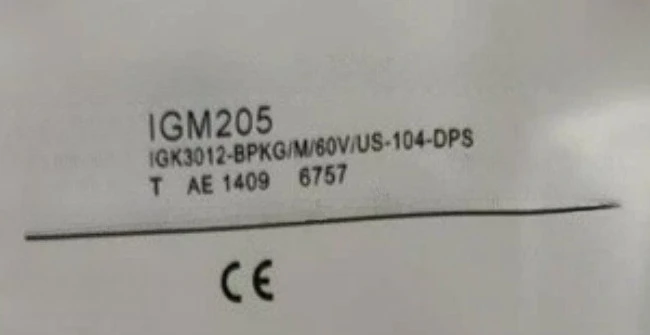 IGM205
IGK3012-BPKG/M/60V/US-104-DPS
T AE 1409 6757
CE